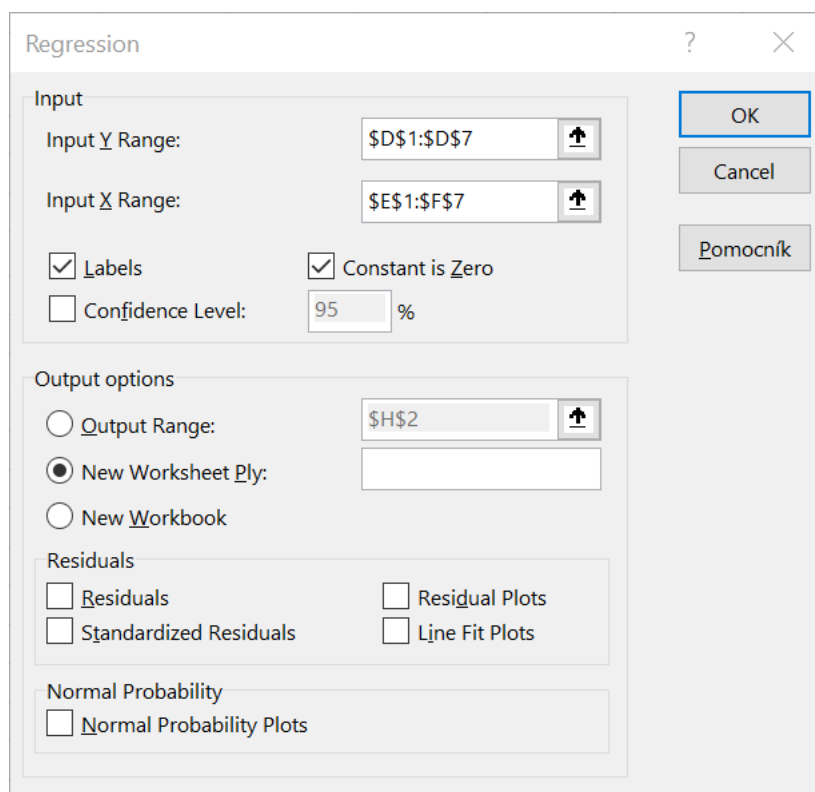 Regression ?
Input
Input Y Range: $D$1:$D$7
Input X Range: $E$1:$F$7
Labels Constant is Zero
Confidence Level: 95 %
OK
Cancel
Pomocník
Output options
Output Range: $H$2
New Worksheet Ply:
New Workbook
Residuals
Residuals Residual Plots
Standardized Residuals Line Fit Plots
Normal Probability
Normal Probability Plots